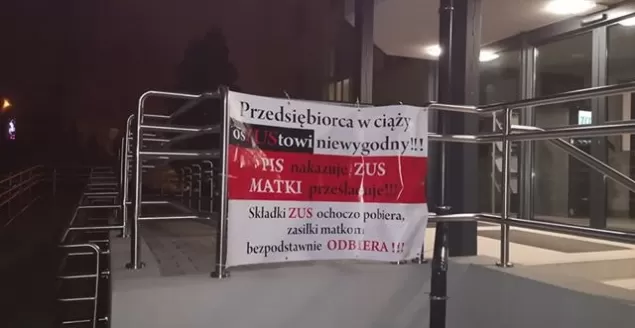 Przedsiębiorca w ciąży
OSZUStowi niewygodny!!!
PIS nakazuje ZUS
MATKI prześladuje!!!
Składki ZUS ochoczo pobiera,
zasiłki matkom
bezpodstawnie ODBIERA!!!